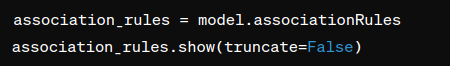 association_rules = model.associationRules
association_rules.show(truncate=False)